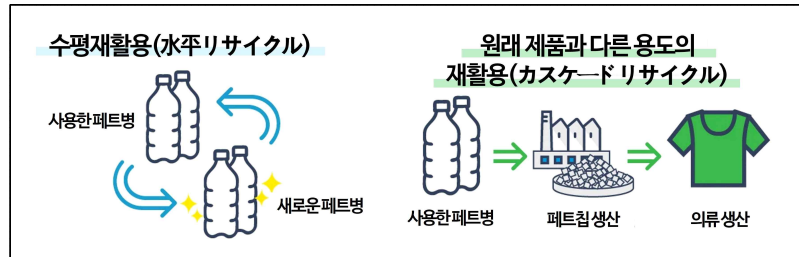 수평재활용(水平リサイクル)
사용한 페트병
새로운 페트병
원래 제품과 다른 용도의
재활용(カスケード リサイクル)
사용한 페트병
페트칩 생산
의류 생산